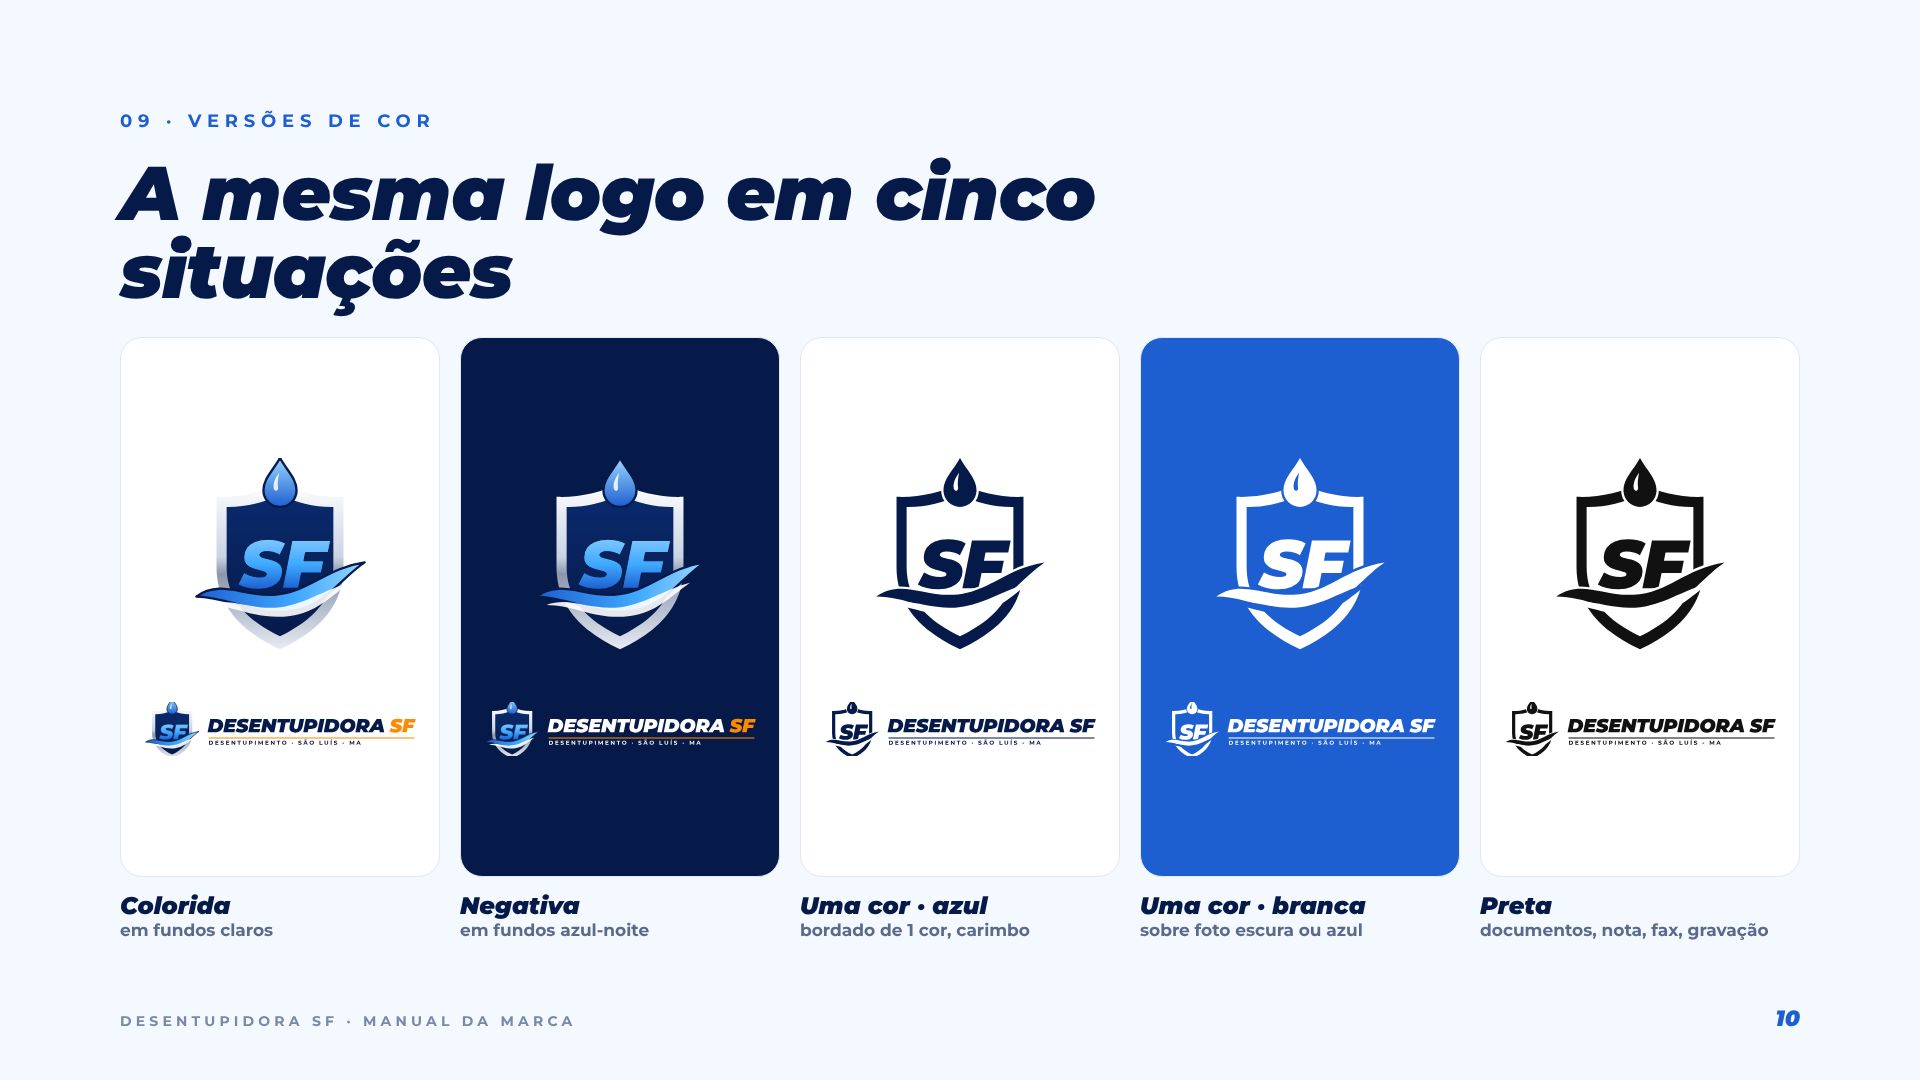 09 · VERSÕES DE COR
A mesma logo em cinco
situações
SF
SF
SF
SF
SF
SF DESENTUPIDORA SF
DESENTUPIMENTO · SÃO LUÍS · MA
SF DESENTUPIDORA SF
DESENTUPIMENTO · SÃO LUÍS · MA
SF DESENTUPIDORA SF
DESENTUPIMENTO · SÃO LUÍS · MA
SF DESENTUPIDORA SF
DESENTUPIMENTO · SÃO LUÍS · MA
SF DESENTUPIDORA SF
DESENTUPIMENTO · SÃO LUÍS · MA
Colorida
em fundos claros
Negativa
em fundos azul-noite
Uma cor · azul
bordado de 1 cor, carimbo
Uma cor · branca
sobre foto escura ou azul
Preta
documentos, nota, fax, gravação
DESENTUPIDORA SF · MANUAL DA MARCA
10